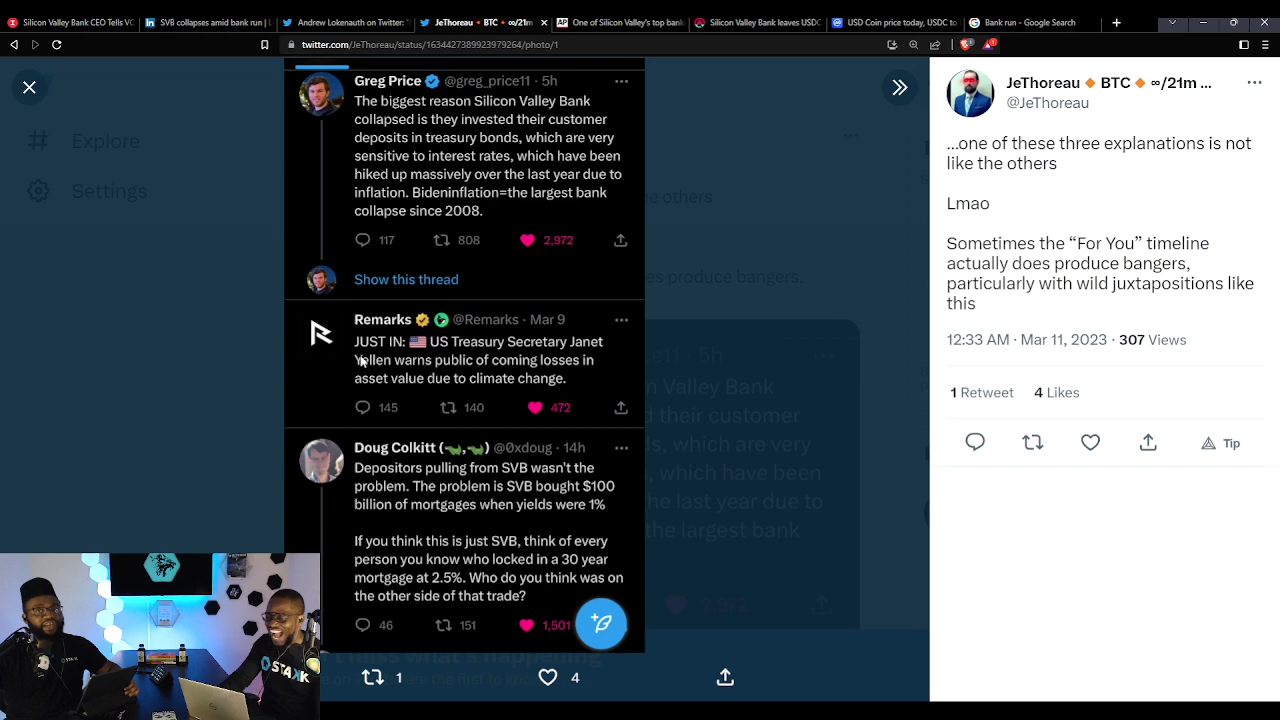 Silicon Valley Bank CEO Tells VC
SVB collapses amid bank run | L
Andrew Lokenauth on Twitter: "
JeThoreau BTC ∞/21m
One of Silicon Valley's top bank
Silicon Valley leaves USDC
USD Coin price today, USDC to
Bank run - Google Search
twitter.com/JeThoreau/status/1634427389923979264/photo/1
Explore
Settings
Greg Price @greg_price11 · 5h
The biggest reason Silicon Valley Bank
collapsed is they invested their customer
deposits in treasury bonds, which are very
sensitive to interest rates, which have been
hiked up massively over the last year due to
inflation. Bideninflation=the largest bank
collapse since 2008.
117 808 2,972
Show this thread
Remarks @Remarks · Mar 9
JUST IN: 🇺🇸 US Treasury Secretary Janet
Yellen warns public of coming losses in
asset value due to climate change.
145 140 472
Doug Colkitt (🐊,🐊) @0xdoug · 14h
Depositors pulling from SVB wasn't the
problem. The problem is SVB bought $100
billion of mortgages when yields were 1%
If you think this is just SVB, think of every
person you know who locked in a 30 year
mortgage at 2.5%. Who do you think was on
the other side of that trade?
46 151 1,501
1 4
JeThoreau🔸BTC🔸∞/21m ...
@JeThoreau
...one of these three explanations is not
like the others
Lmao
Sometimes the “For You” timeline
actually does produce bangers,
particularly with wild juxtapositions like
this
12:33 AM · Mar 11, 2023 · 307 Views
1 Retweet 4 Likes
Tip
STAKK